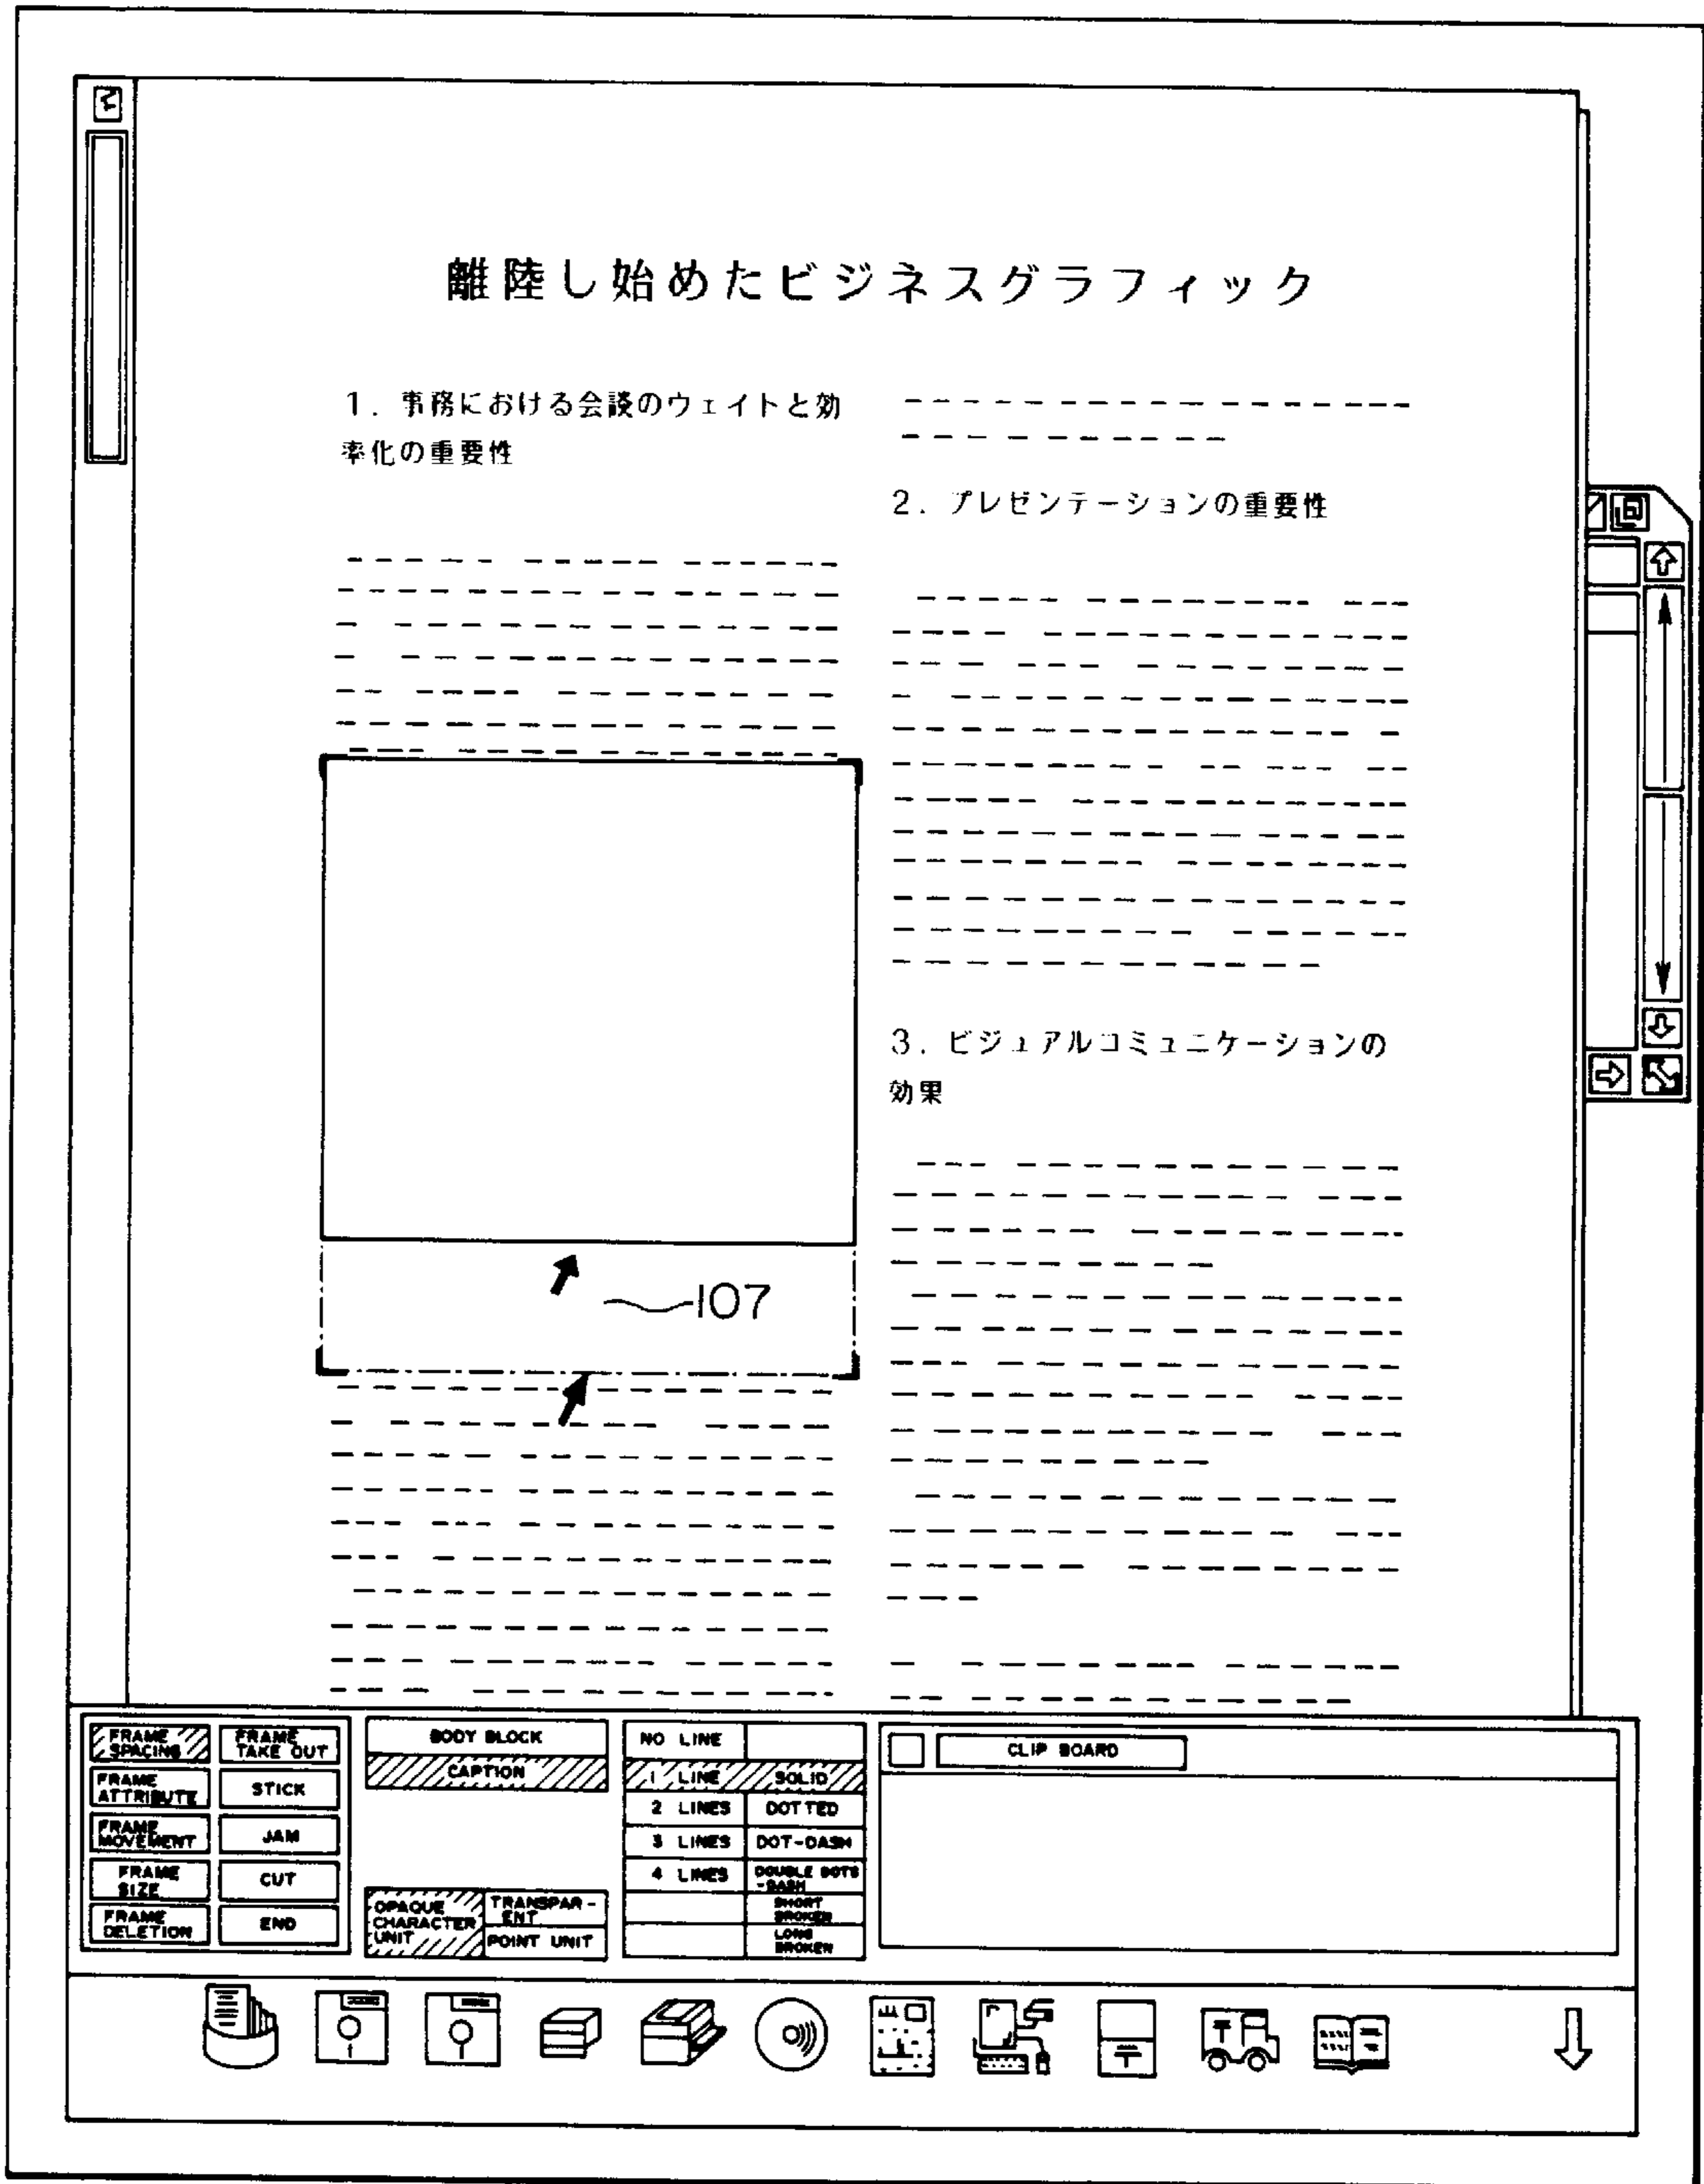 離陸し始めたビジネスグラフィック
1. 事務における会談のウェイトと効
率化の重要性
2. プレゼンテーションの重要性
3. ビジュアルコミュニケーションの
効果
107
FRAME SPACING
FRAME TAKE OUT
FRAME ATTRIBUTE
STICK
FRAME MOVEMENT
JAM
FRAME SIZE
CUT
FRAME DELETION
END
BODY BLOCK
CAPTION
OPAQUE
TRANSPAR-
ENT
CHARACTER
UNIT
POINT UNIT
NO LINE
1 LINE SOLID
2 LINES DOTTED
3 LINES DOT-DASH
4 LINES DOUBLE DOTS
-DASH
SHORT
BROKEN
LONG
BROKEN
CLIP BOARD
〒
〒